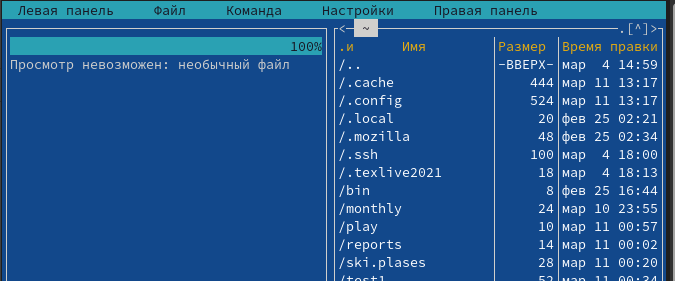 Левая панель Файл Команда Настройки Правая панель
<─ ~ .[^]>
100%
Просмотр невозможен: необычный файл
.и Имя Размер Время правки
/.. -ВВЕРХ- мар 4 14:59
/.cache 444 мар 11 13:17
/.config 524 мар 11 13:17
/.local 20 фев 25 02:21
/.mozilla 48 фев 25 02:34
/.ssh 100 мар 4 18:00
/.texlive2021 18 мар 4 18:13
/bin 8 фев 25 16:44
/monthly 24 мар 10 23:55
/play 10 мар 11 00:57
/reports 14 мар 11 00:02
/ski.plases 28 мар 11 00:20
/test1 52 мар 11 00:34